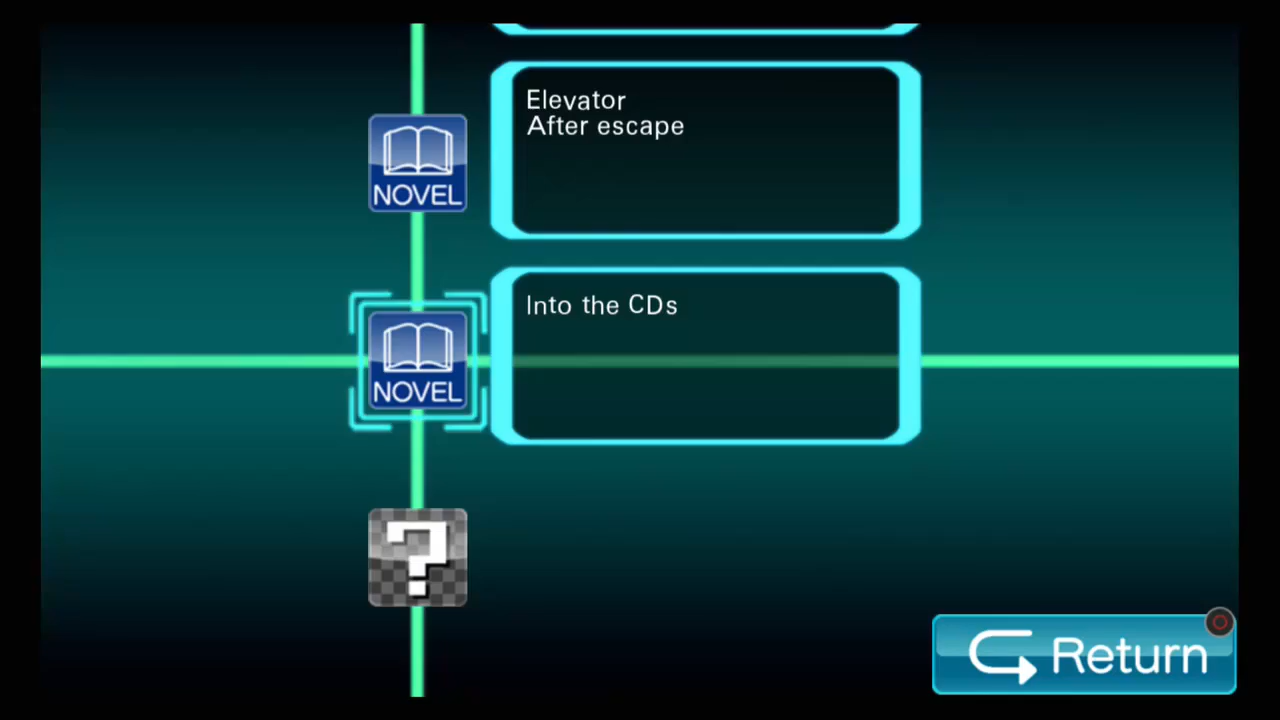 Elevator
After escape
NOVEL
Into the CDs
NOVEL
?
Return